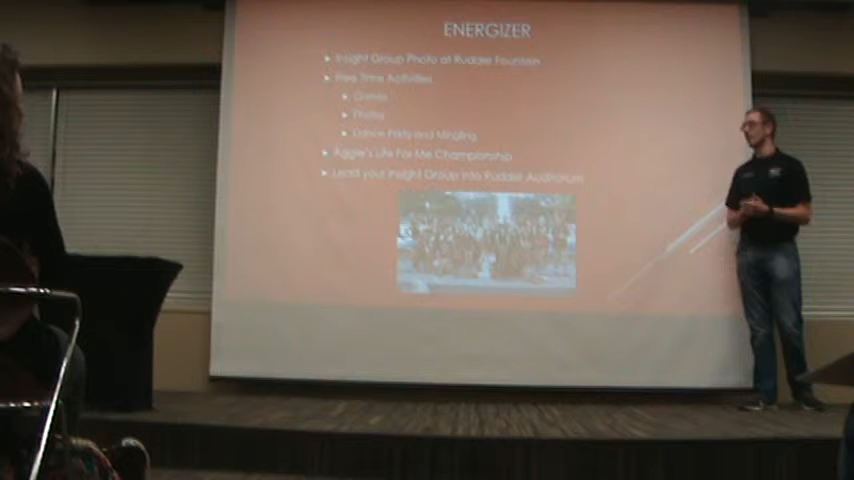 ENERGIZER
Insight Group Photo at Rudder Fountain
Free Time Activities
Games
Photos
Dance Party and Mingling
Aggie's Life For Me Championship
Lead your Insight Group into Rudder Auditorium